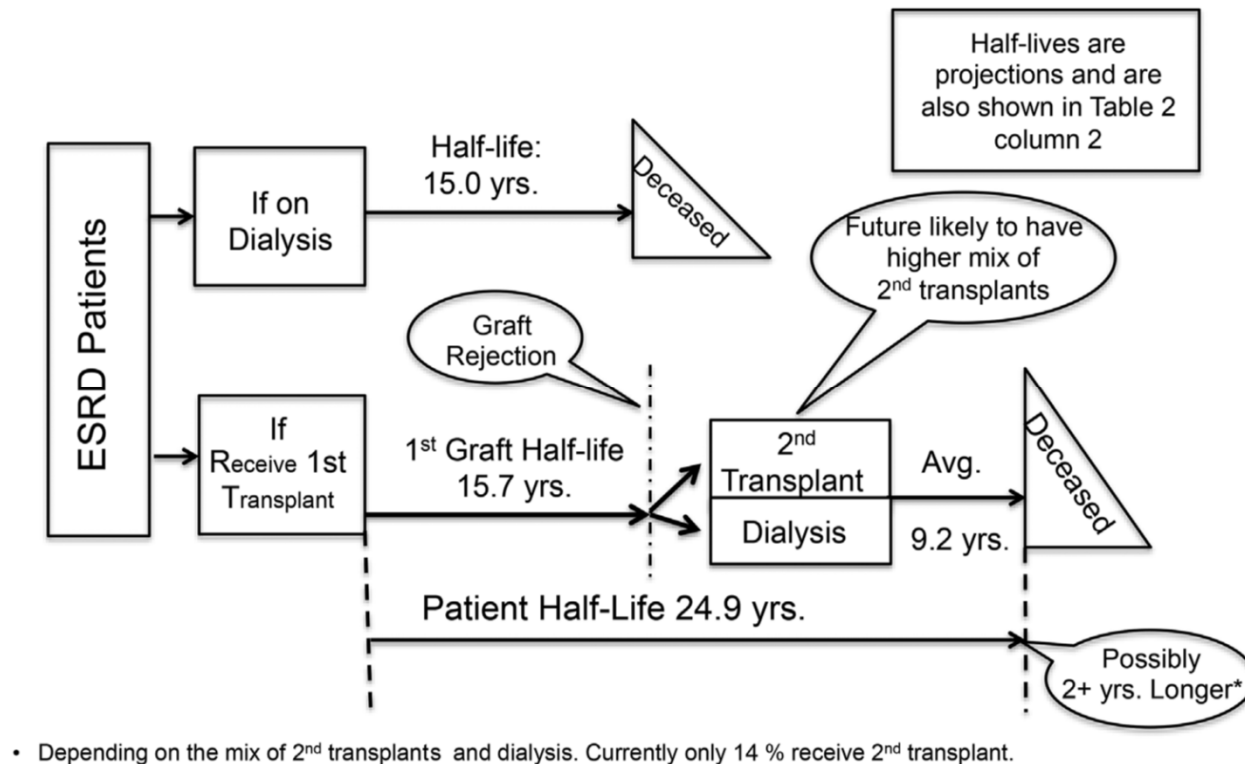 Half-lives are
projections and are
also shown in Table 2
column 2
ESRD Patients
If on
Dialysis
Half-life:
15.0 yrs.
Deceased
Future likely to have
higher mix of
2nd transplants
Graft
Rejection
If
Receive 1st
Transplant
1st Graft Half-life
15.7 yrs.
2nd
Transplant
Dialysis
Avg.
9.2 yrs.
Deceased
Patient Half-Life 24.9 yrs.
Possibly
2+ yrs. Longer*
• Depending on the mix of 2nd transplants and dialysis. Currently only 14 % receive 2nd transplant.